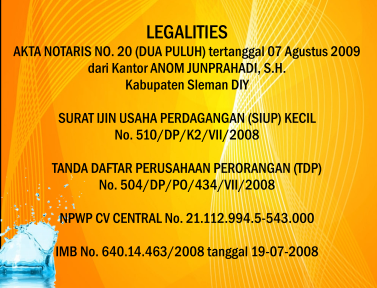 LEGALITIES
AKTA NOTARIS NO. 20 (DUA PULUH) tertanggal 07 Agustus 2009
dari Kantor ANOM JUNPRAHADI, S.H.
Kabupaten Sleman DIY
SURAT IJIN USAHA PERDAGANGAN (SIUP) KECIL
No. 510/DP/K2/VII/2008
TANDA DAFTAR PERUSAHAAN PERORANGAN (TDP)
No. 504/DP/PO/434/VII/2008
NPWP CV CENTRAL No. 21.112.994.5-543.000
IMB No. 640.14.463/2008 tanggal 19-07-2008